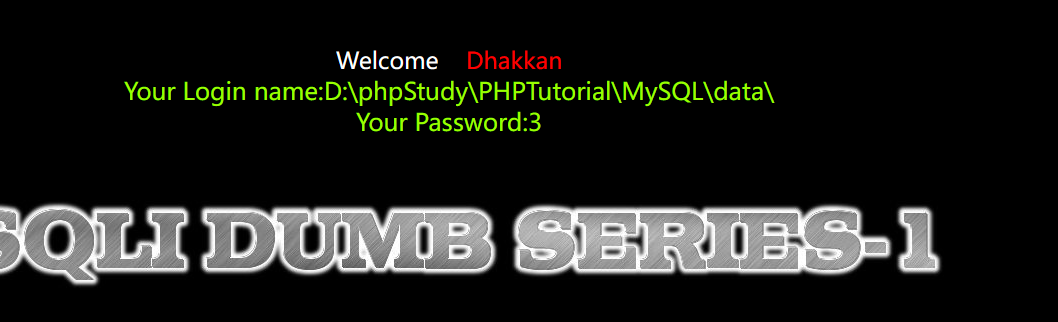 Welcome Dhakkan
Your Login name:D:\phpStudy\PHPTutorial\MySQL\data\
Your Password:3
SQLI DUMB SERIES-1